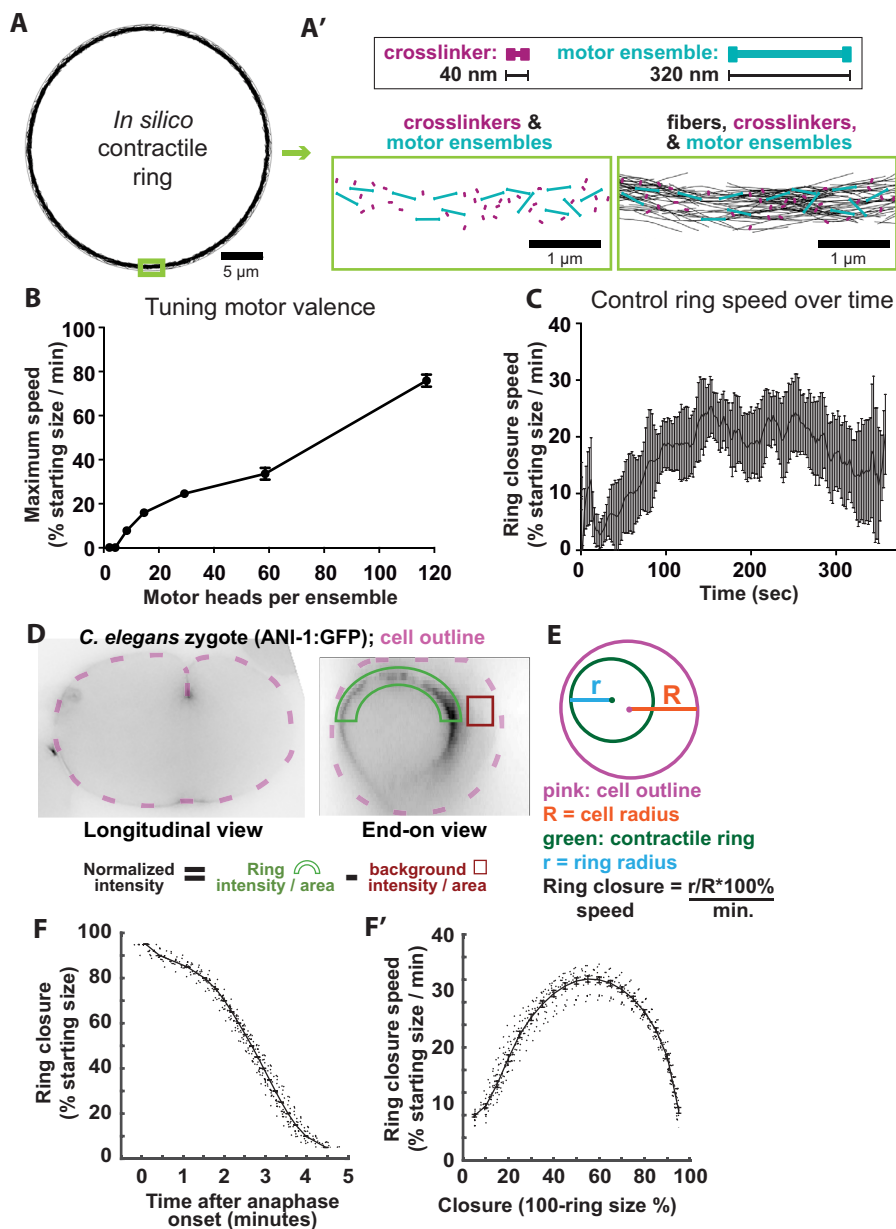 A
In silico
contractile
ring
5 µm
A'
crosslinker:
40 nm
motor ensemble:
320 nm
crosslinkers &
motor ensembles
1 µm
fibers, crosslinkers,
& motor ensembles
1 µm
B
Tuning motor valence
Maximum speed
(% starting size / min)
100
80
60
40
20
0
0
20
40
60
80
100
120
Motor heads per ensemble
C
Control ring speed over time
Ring closure speed
(% starting size / min)
40
30
20
10
0
0
100
200
300
Time (sec)
D
C. elegans zygote (ANI-1:GFP); cell outline
Longitudinal view
End-on view
Normalized
intensity
=
Ring
intensity / area
-
background
intensity / area
E
r
R
pink: cell outline
R = cell radius
green: contractile ring
r = ring radius
Ring closure = r/R*100%
speed min.
F
Ring closure
(% starting size)
100
80
60
40
20
0
0
1
2
3
4
5
Time after anaphase
onset (minutes)
F'
Ring closure speed
(% starting size / min)
40
30
20
10
0
0
20
40
60
80
100
Closure (100-ring size %)